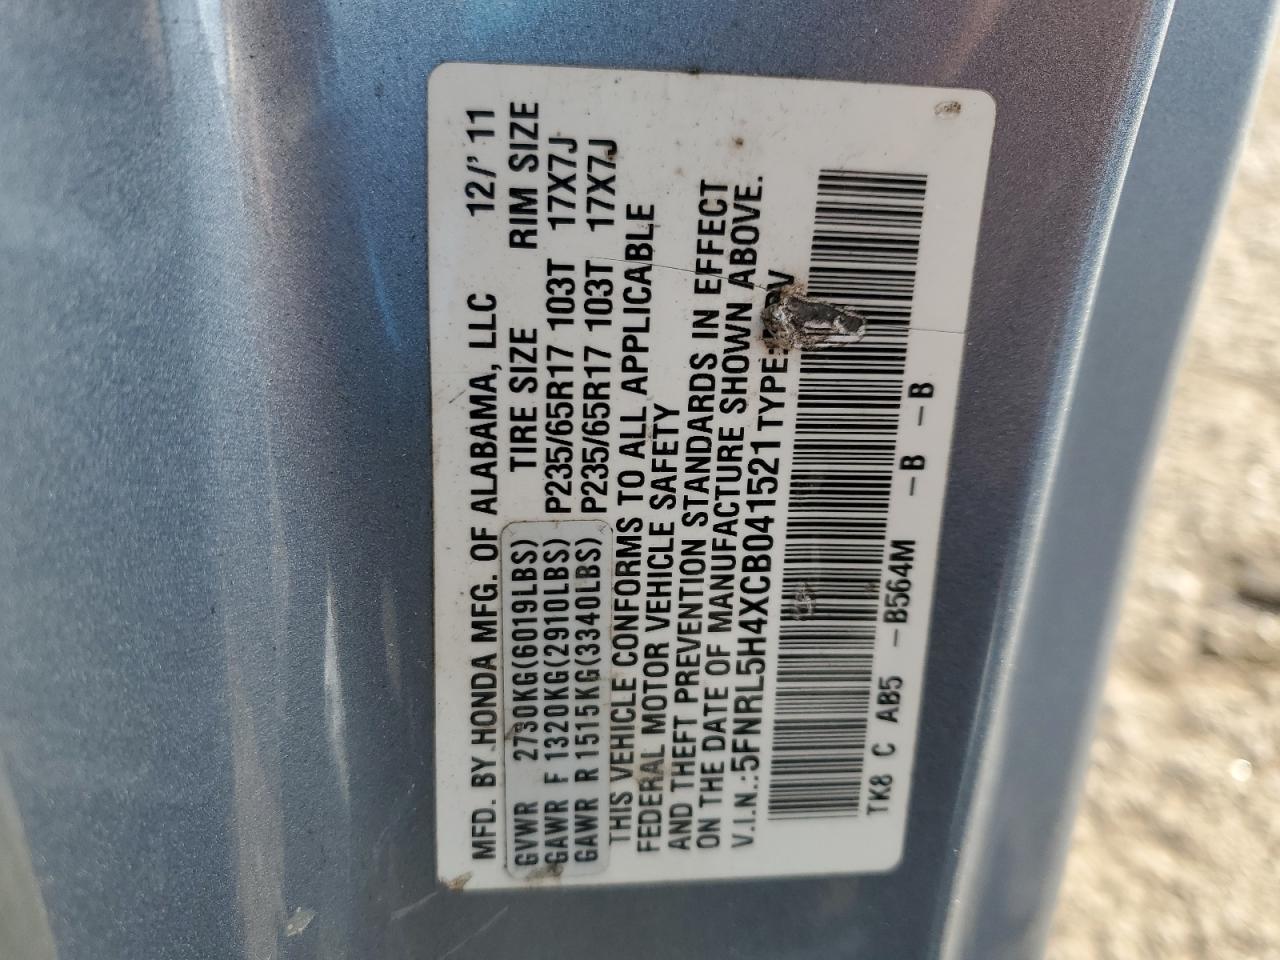 MFD. BY HONDA MFG. OF ALABAMA, LLC 12/'11
GVWR 2730KG(6019LBS) TIRE SIZE RIM SIZE
GAWR F 1320KG(2910LBS) P235/65R17 103T 17X7J
GAWR R 1515KG(3340LBS) P235/65R17 103T 17X7J
THIS VEHICLE CONFORMS TO ALL APPLICABLE
FEDERAL MOTOR VEHICLE SAFETY
AND THEFT PREVENTION STANDARDS IN EFFECT
ON THE DATE OF MANUFACTURE SHOWN ABOVE.
V.I.N.:5FNRL5H4XCB041521 TYPE:
TK8 C AB5 -B564M -B -B